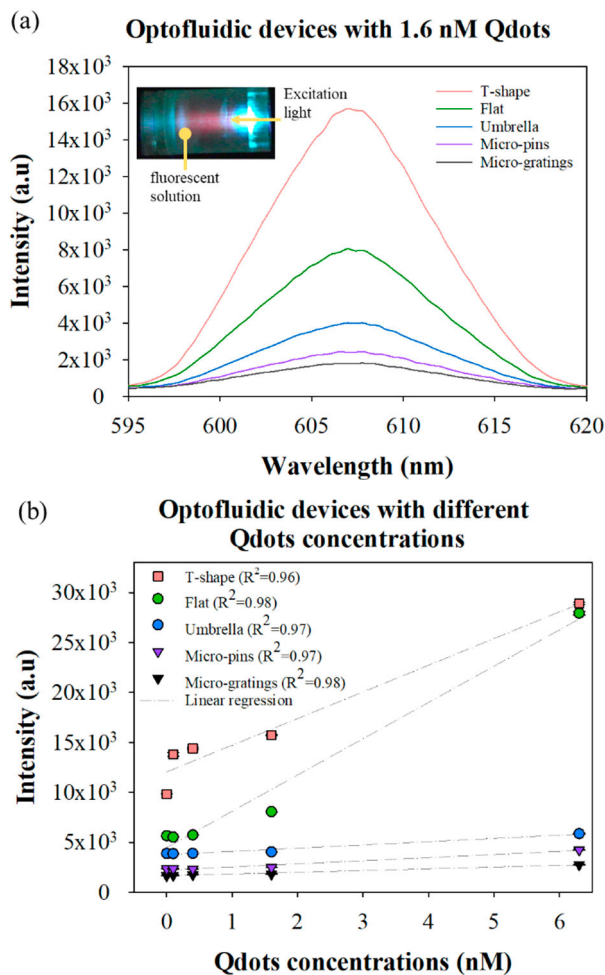 (a)
Optofluidic devices with 1.6 nM Qdots
18x10³
16x10³
14x10³
12x10³
10x10³
8x10³
6x10³
4x10³
2x10³
0
Intensity (a.u)
Excitation
light
fluorescent
solution
T-shape
Flat
Umbrella
Micro-pins
Micro-gratings
595 600 605 610 615 620
Wavelength (nm)
(b)
Optofluidic devices with different
Qdots concentrations
30x10³
25x10³
20x10³
15x10³
10x10³
5x10³
0
Intensity (a.u)
T-shape (R²=0.96)
Flat (R²=0.98)
Umbrella (R²=0.97)
Micro-pins (R²=0.97)
Micro-gratings (R²=0.98)
Linear regression
0 1 2 3 4 5 6
Qdots concentrations (nM)